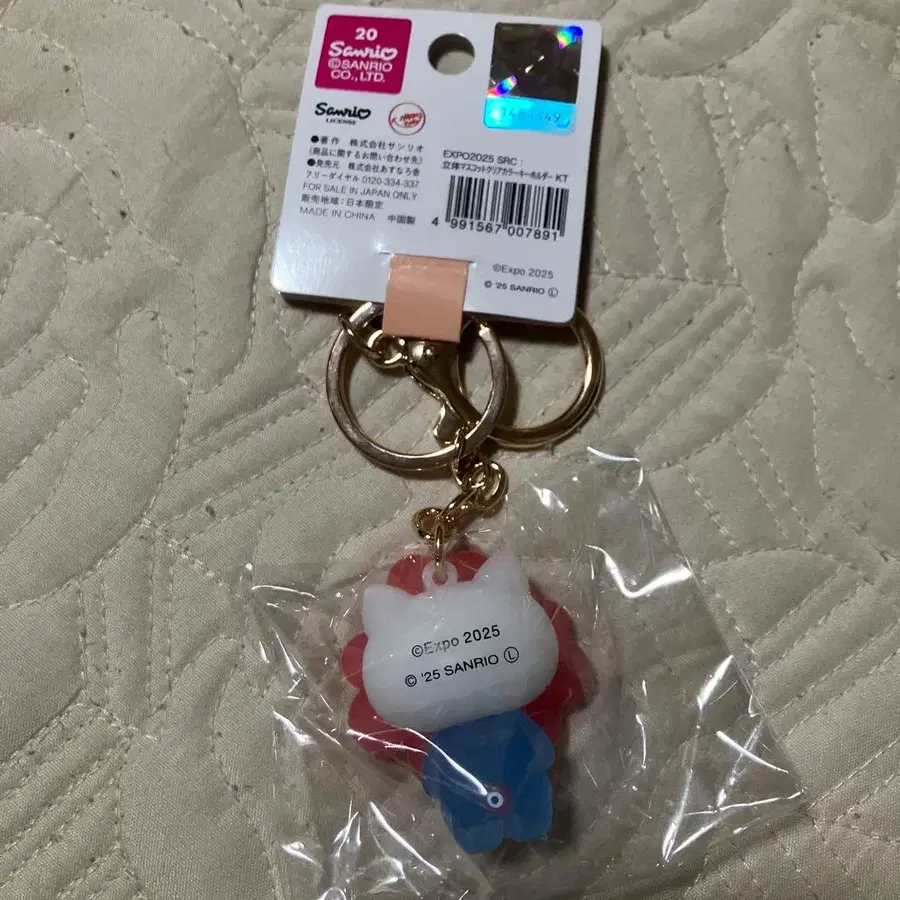 20
Sanrio
©SANRIO
CO., LTD.
Sanrio
LICENSE
●著作 株式会社サンリオ
(商品に関するお問い合わせ先)
●発売元 株式会社あすなろ舎
フリーダイヤル 0120-334-337
FOR SALE IN JAPAN ONLY
販売地域:日本限定
MADE IN CHINA 中国製
EXPO2025 SRC:
立体マスコットクリアカラーキーホルダー KT
4 991567 007891
©Expo 2025
© '25 SANRIO Ⓛ
©Expo 2025
© '25 SANRIO Ⓛ